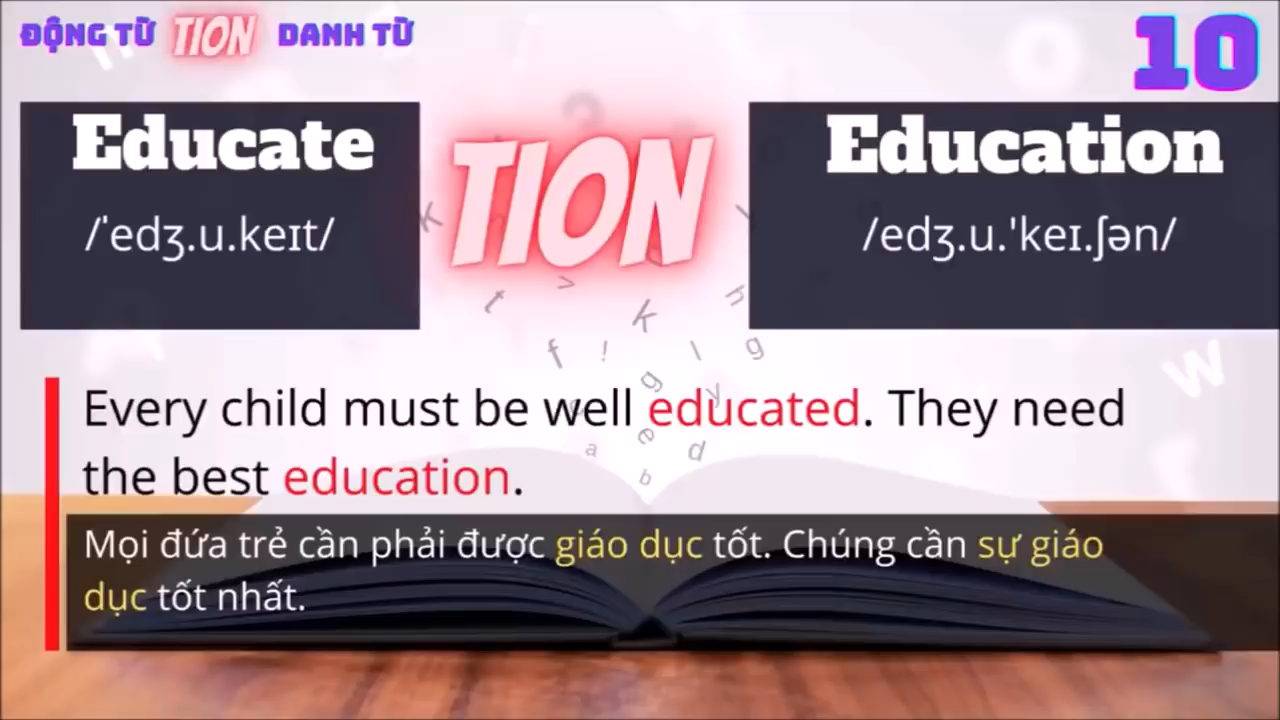 ĐỘNG TỪ TION DANH TỪ
10
Educate
/ˈedʒ.u.keɪt/
TION
Education
/edʒ.u.'keɪ.ʃən/
Every child must be well educated. They need
the best education.
Mọi đứa trẻ cần phải được giáo dục tốt. Chúng cần sự giáo
dục tốt nhất.